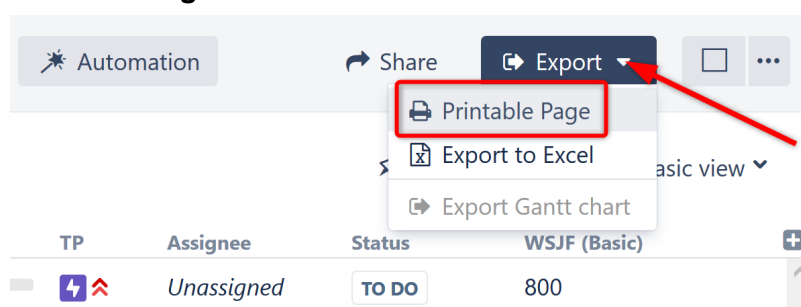 Automation Share Export
Printable Page
Export to Excel
asic view
Export Gantt chart
TP Assignee Status WSJF (Basic)
Unassigned TO DO 800